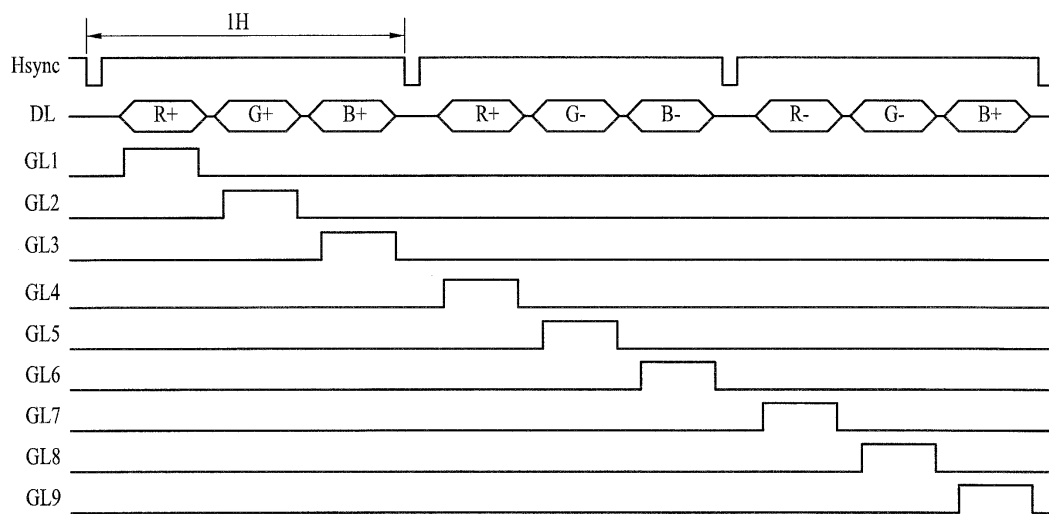 1H
Hsync
DL R+ G+ B+ R+ G- B- R- G- B+
GL1
GL2
GL3
GL4
GL5
GL6
GL7
GL8
GL9